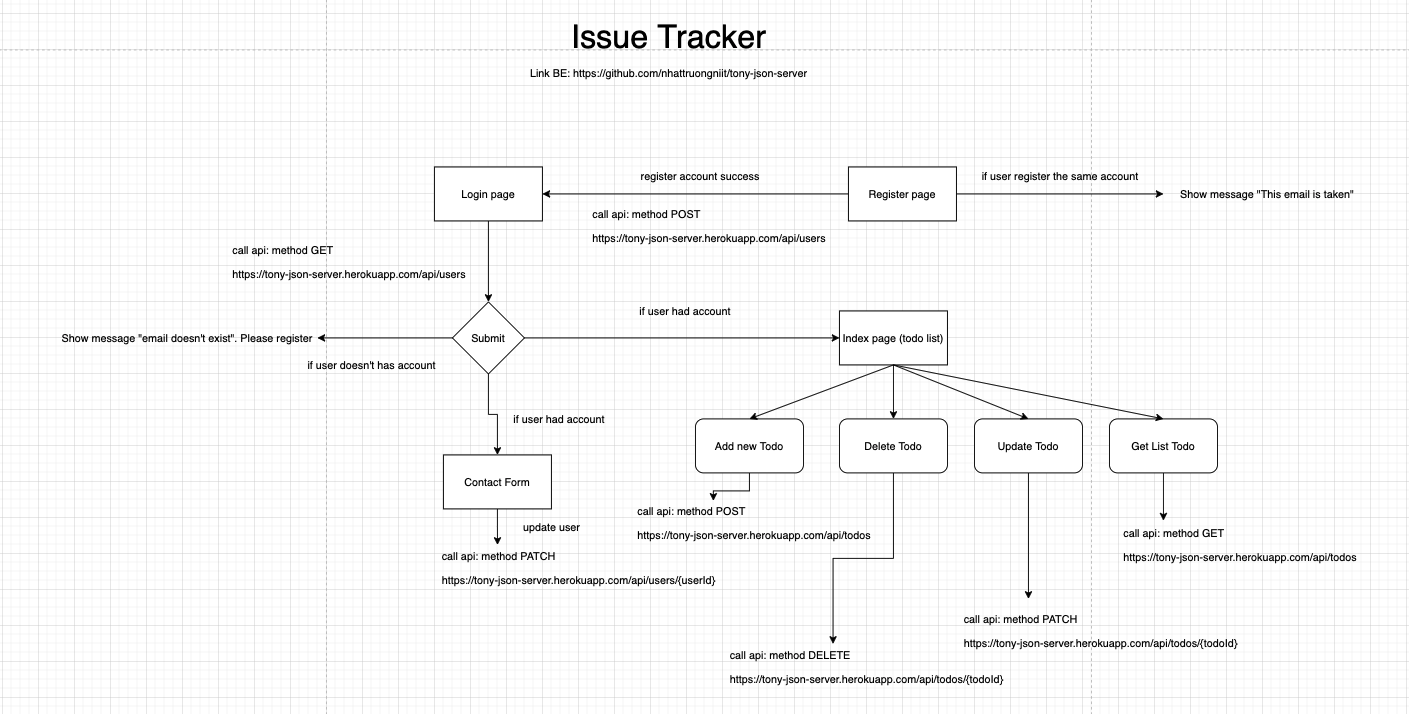 Issue Tracker
Link BE: https://github.com/nhattruongniit/tony-json-server
Login page
register account success
call api: method POST
https://tony-json-server.herokuapp.com/api/users
Register page
if user register the same account
Show message "This email is taken"
call api: method GET
https://tony-json-server.herokuapp.com/api/users
Show message "email doesn't exist". Please register
if user doesn't has account
Submit
if user had account
Index page (todo list)
if user had account
Contact Form
update user
call api: method PATCH
https://tony-json-server.herokuapp.com/api/users/{userId}
Add new Todo
Delete Todo
Update Todo
Get List Todo
call api: method POST
https://tony-json-server.herokuapp.com/api/todos
call api: method GET
https://tony-json-server.herokuapp.com/api/todos
call api: method PATCH
https://tony-json-server.herokuapp.com/api/todos/{todoId}
call api: method DELETE
https://tony-json-server.herokuapp.com/api/todos/{todoId}